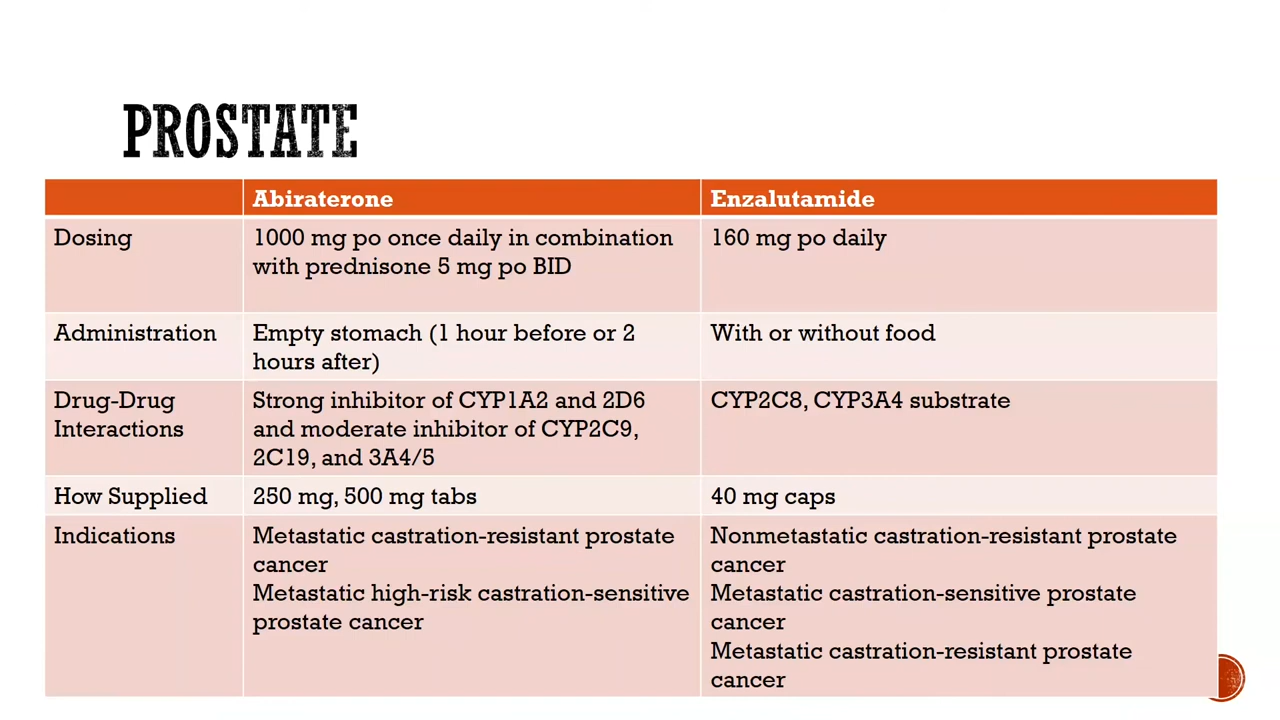 PROSTATE
Abiraterone
Enzalutamide
Dosing
1000 mg po once daily in combination
with prednisone 5 mg po BID
160 mg po daily
Administration
Empty stomach (1 hour before or 2
hours after)
With or without food
Drug-Drug
Interactions
Strong inhibitor of CYP1A2 and 2D6
and moderate inhibitor of CYP2C9,
2C19, and 3A4/5
CYP2C8, CYP3A4 substrate
How Supplied
250 mg, 500 mg tabs
40 mg caps
Indications
Metastatic castration-resistant prostate
cancer
Metastatic high-risk castration-sensitive
prostate cancer
Nonmetastatic castration-resistant prostate
cancer
Metastatic castration-sensitive prostate
cancer
Metastatic castration-resistant prostate
cancer